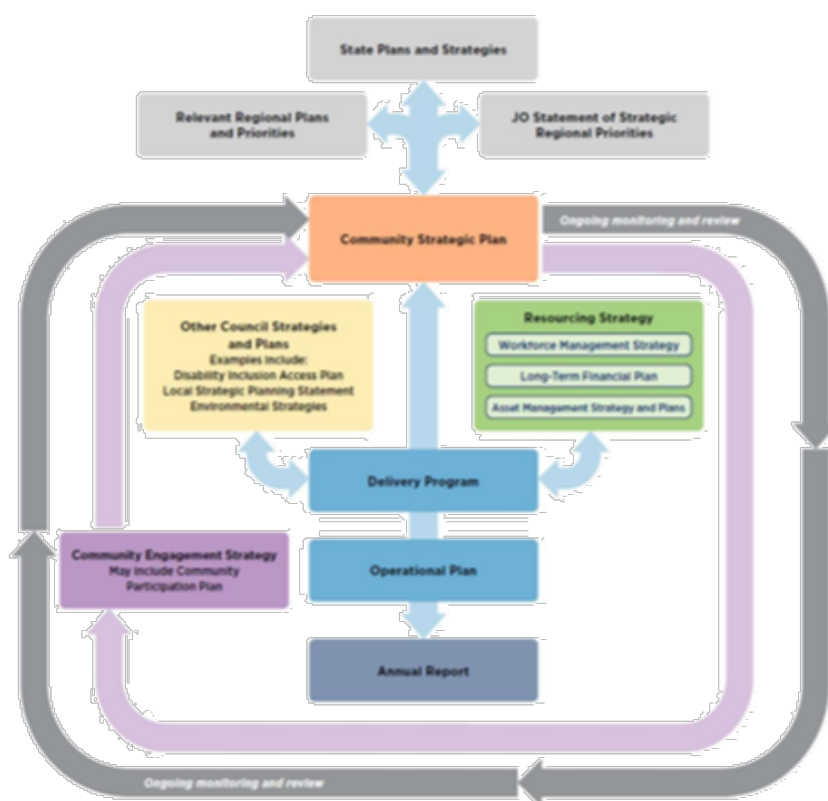 State Plans and Strategies
Relevant Regional Plans
and Priorities
JO Statement of Strategic
Regional Priorities
Community Strategic Plan
Ongoing monitoring and review
Other Council Strategies
and Plans
Examples Include:
Disability Inclusion Access Plan
Local Strategic Planning Statement
Environmental Strategies
Resourcing Strategy
Workforce Management Strategy
Long-Term Financial Plan
Asset Management Strategy and Plans
Delivery Program
Community Engagement Strategy
May Include Community
Participation Plan
Operational Plan
Annual Report
Ongoing monitoring and review